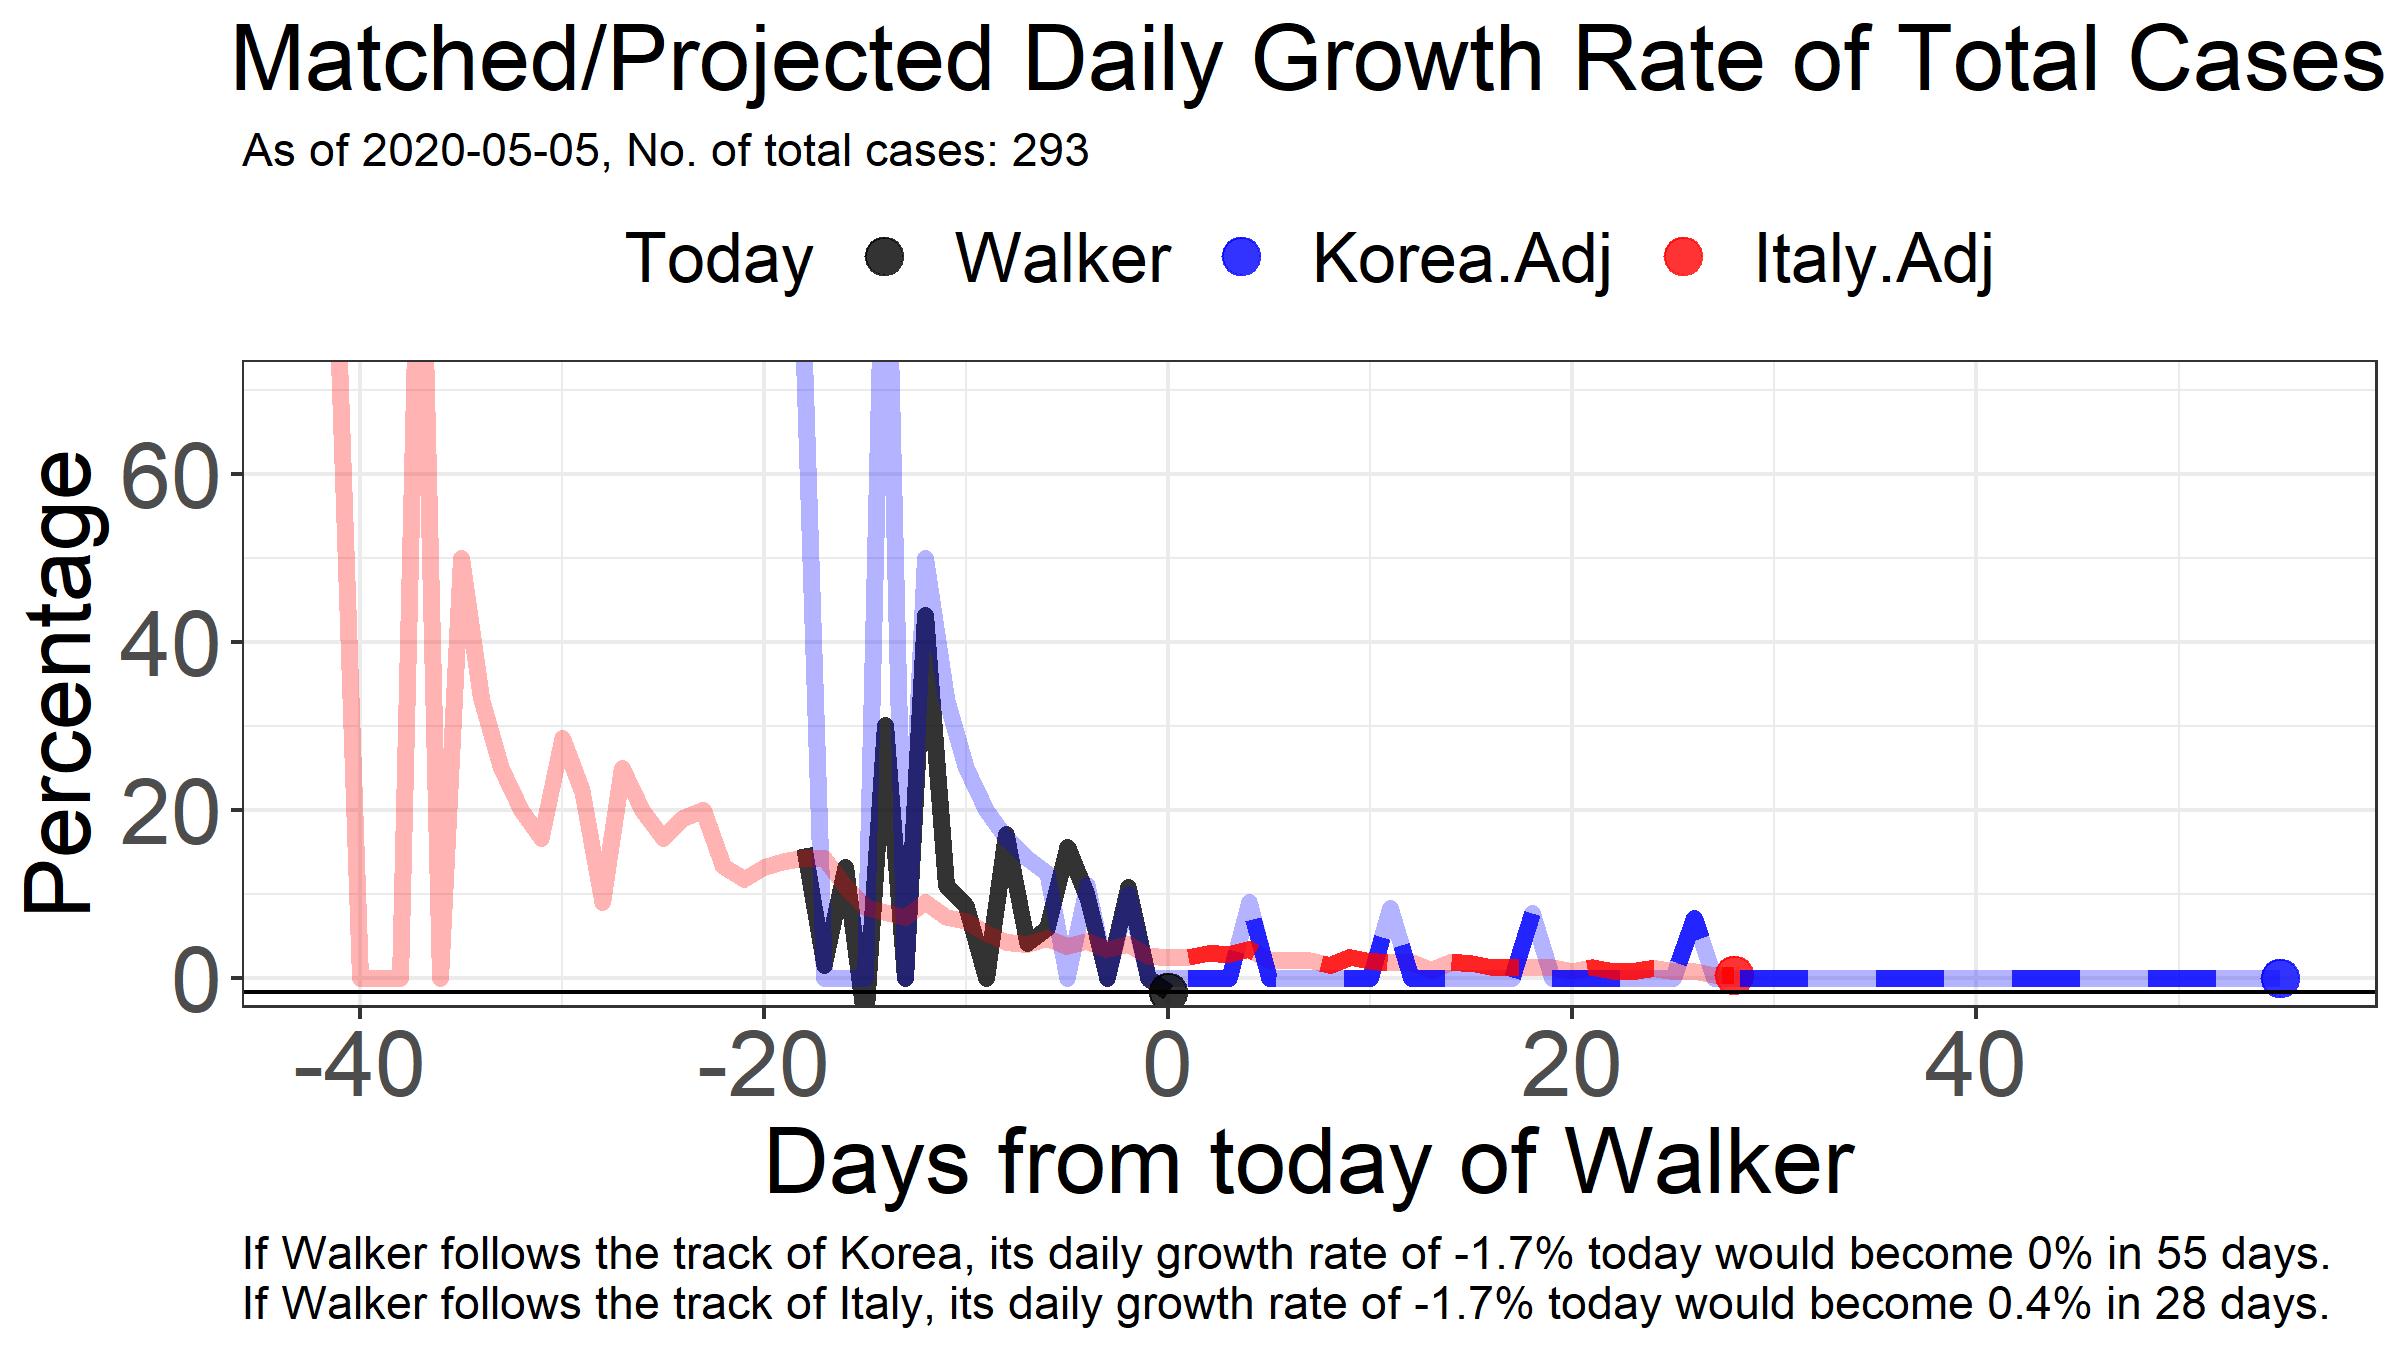 Matched/Projected Daily Growth Rate of Total Cases
As of 2020-05-05, No. of total cases: 293
Today Walker Korea.Adj Italy.Adj
Percentage
60
40
20
0
-40 -20 0 20 40
Days from today of Walker
If Walker follows the track of Korea, its daily growth rate of -1.7% today would become 0% in 55 days.
If Walker follows the track of Italy, its daily growth rate of -1.7% today would become 0.4% in 28 days.